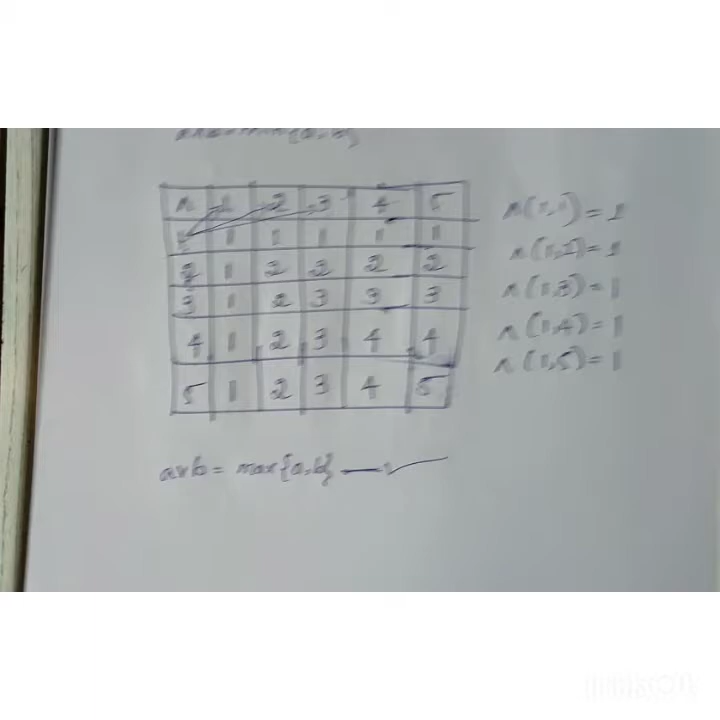 ∧ 1 2 3 4 5
1 1 1 1 1 1
2 1 2 2 2 2
3 1 2 3 3 3
4 1 2 3 4 4
5 1 2 3 4 5
∧(1,1)=1
∧(1,2)=1
∧(1,3)=1
∧(1,4)=1
∧(1,5)=1
a∨b = max{a,b}